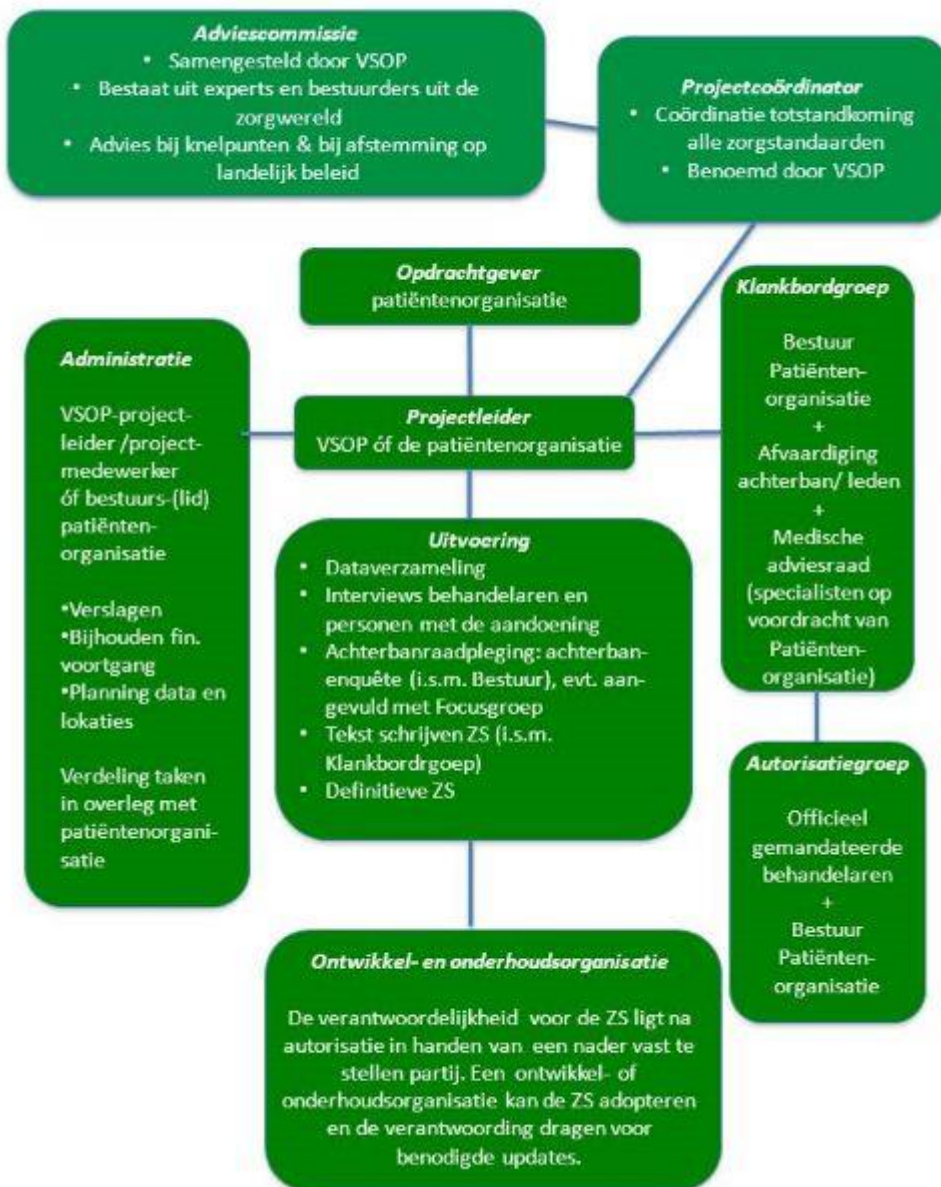 Adviescommissie
• Samengesteld door VSOP
• Bestaat uit experts en bestuurders uit de
zorgwereld
• Advies bij knelpunten & bij afstemming op
landelijk beleid
Projectcoördinator
• Coördinatie totstandkoming
alle zorgstandaarden
• Benoemd door VSOP
Opdrachtgever
patiëntenorganisatie
Klankbordgroep
Bestuur
Patiënten-
organisatie
+
Afvaardiging
achterban/ leden
+
Medische
adviesraad
(specialisten op
voordracht van
Patiënten-
organisatie)
Administratie
VSOP-project-
leider /project-
medewerker
óf bestuurs-(lid)
patiënten-
organisatie
•Verslagen
•Bijhouden fin.
voortgang
•Planning data en
lokaties
Verdeling taken
in overleg met
patiëntenorgani-
satie
Projectleider
VSOP óf de patiëntenorganisatie
Uitvoering
• Dataverzameling
• Interviews behandelaren en
personen met de aandoening
• Achterbanraadpleging: achterban-
enquête (i.s.m. Bestuur), evt. aan-
gevuld met Focusgroep
• Tekst schrijven ZS (i.s.m.
Klankbordrgoep)
• Definitieve ZS
Autorisatiegroep
Officieel
gemandateerde
behandelaren
+
Bestuur
Patiënten-
organisatie
Ontwikkel- en onderhoudsorganisatie
De verantwoordelijkheid voor de ZS ligt na
autorisatie in handen van een nader vast te
stellen partij. Een ontwikkel- of
onderhoudsorganisatie kan de ZS adopteren
en de verantwoording dragen voor
benodigde updates.